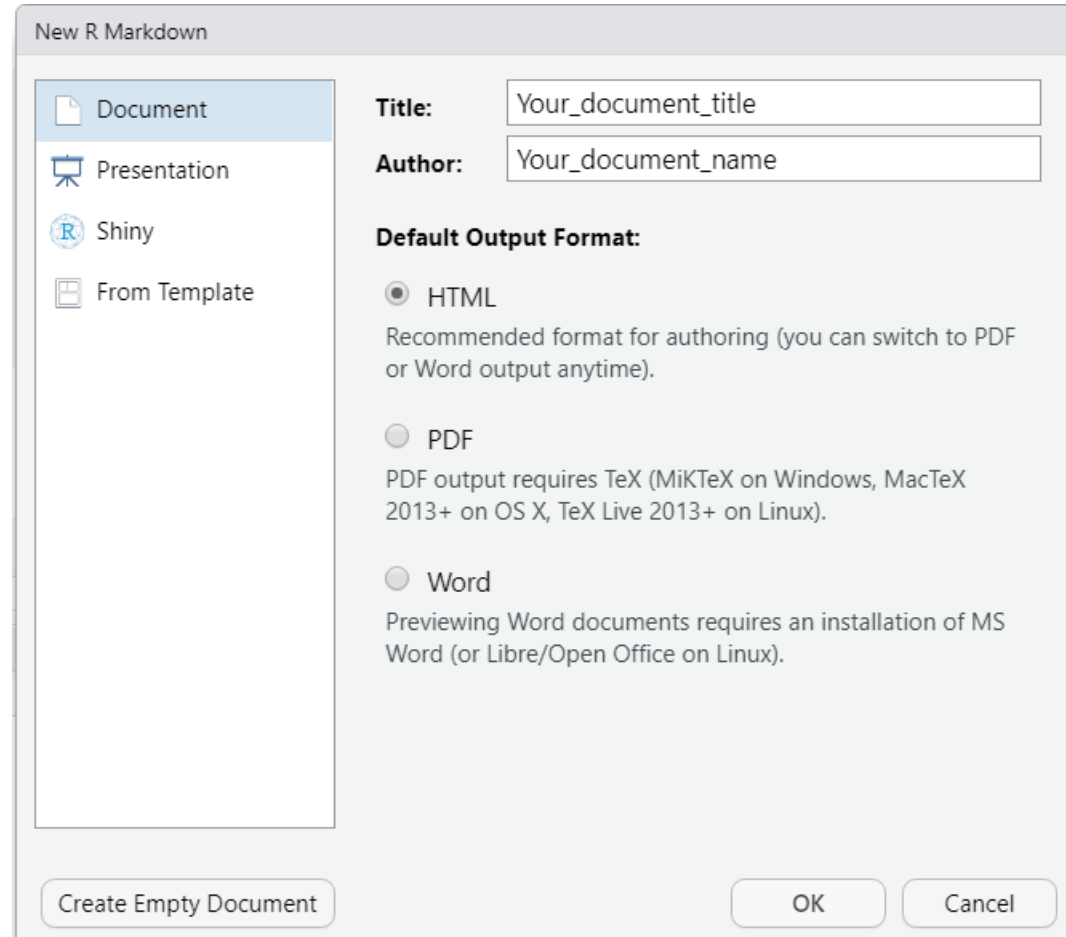 New R Markdown
Document
Presentation
R
Shiny
From Template
Title:
Your_document_title
Author:
Your_document_name
Default Output Format:
HTML
Recommended format for authoring (you can switch to PDF
or Word output anytime).
PDF
PDF output requires TeX (MiKTeX on Windows, MacTeX
2013+ on OS X, TeX Live 2013+ on Linux).
Word
Previewing Word documents requires an installation of MS
Word (or Libre/Open Office on Linux).
Create Empty Document
OK
Cancel